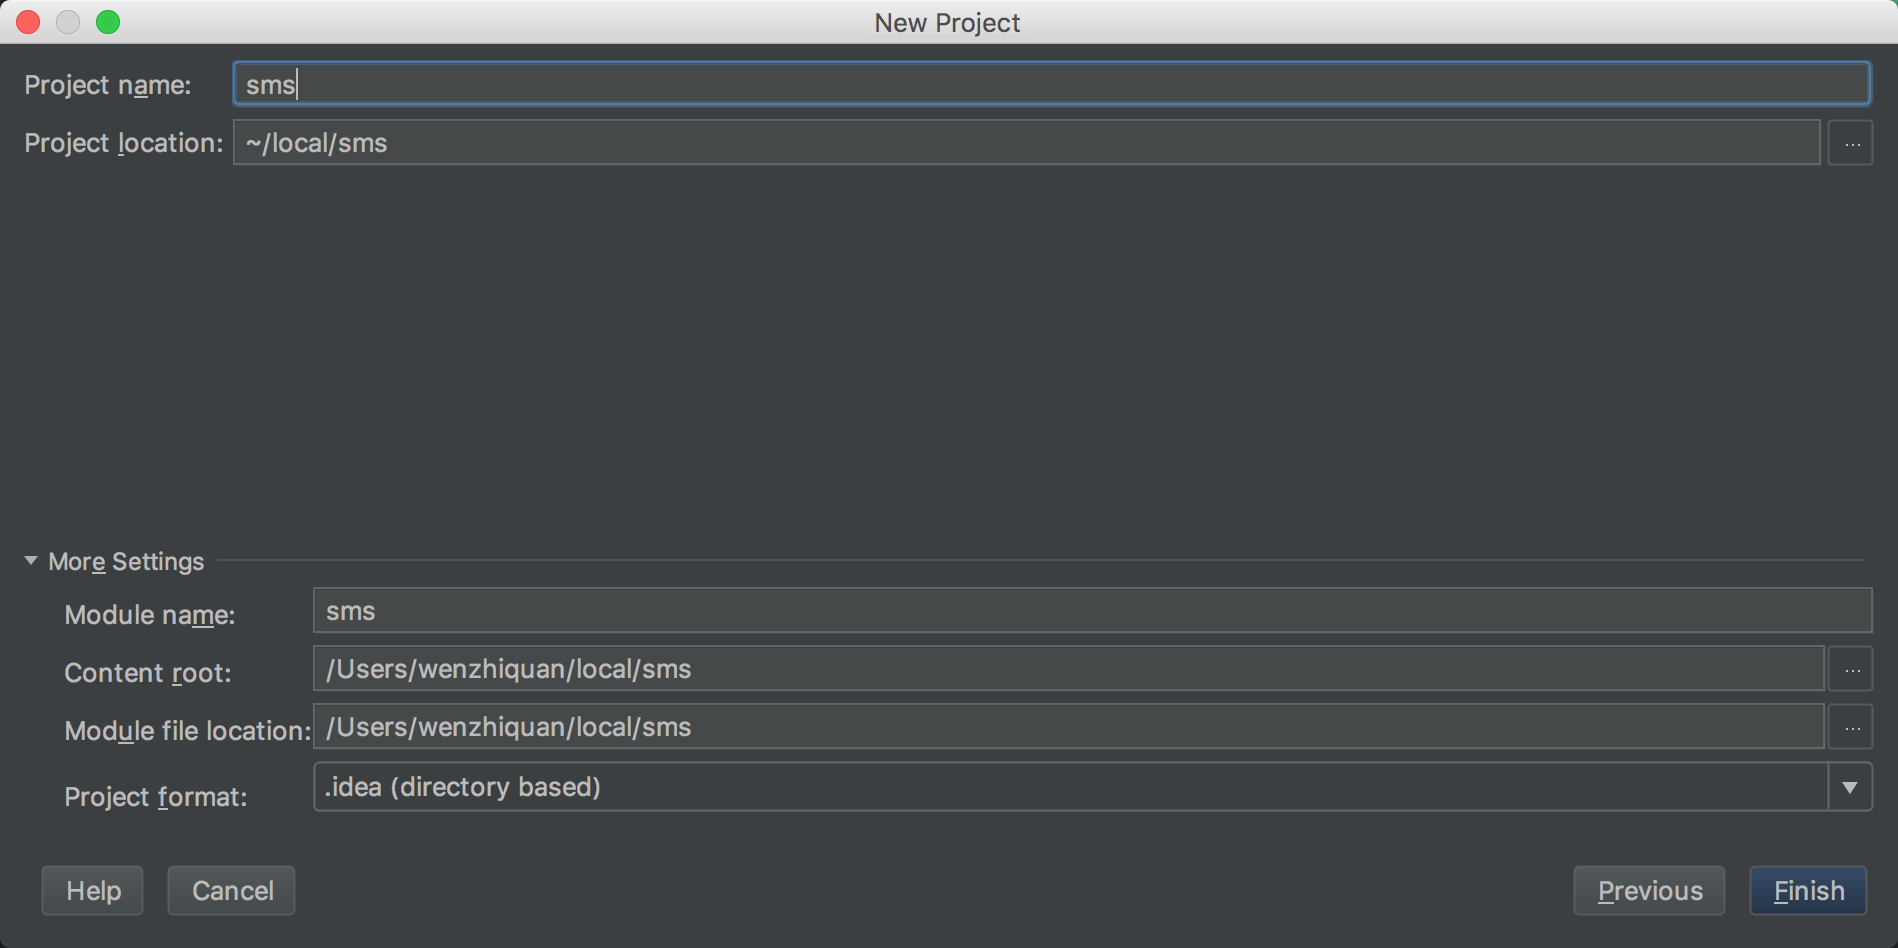 New Project
Project name: sms
Project location: ~/local/sms ...
More Settings
Module name: sms
Content root: /Users/wenzhiquan/local/sms ...
Module file location: /Users/wenzhiquan/local/sms ...
Project format: .idea (directory based)
Help Cancel Previous Finish